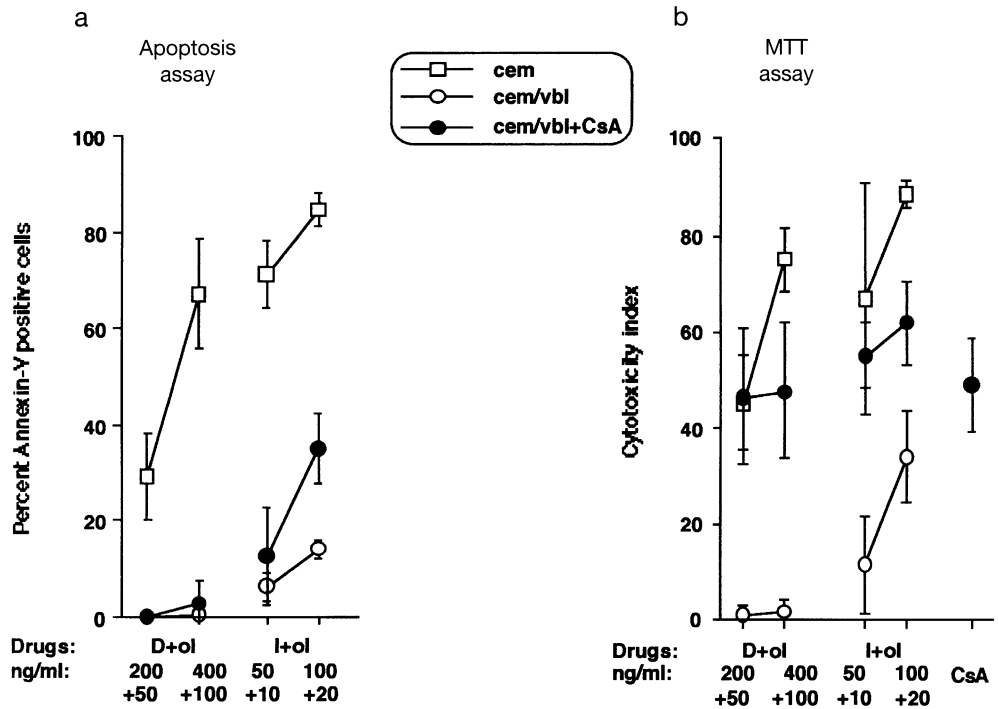 a
Apoptosis
assay
cem
cem/vbl
cem/vbl+CsA
b
MTT
assay
Percent Annexin-Y positive cells
100
80
60
40
20
0
Drugs: D+ol I+ol
ng/ml: 200 400 50 100
+50 +100 +10 +20
Cytotoxicity index
100
80
60
40
20
0
Drugs: D+ol I+ol
ng/ml: 200 400 50 100 CsA
+50 +100 +10 +20